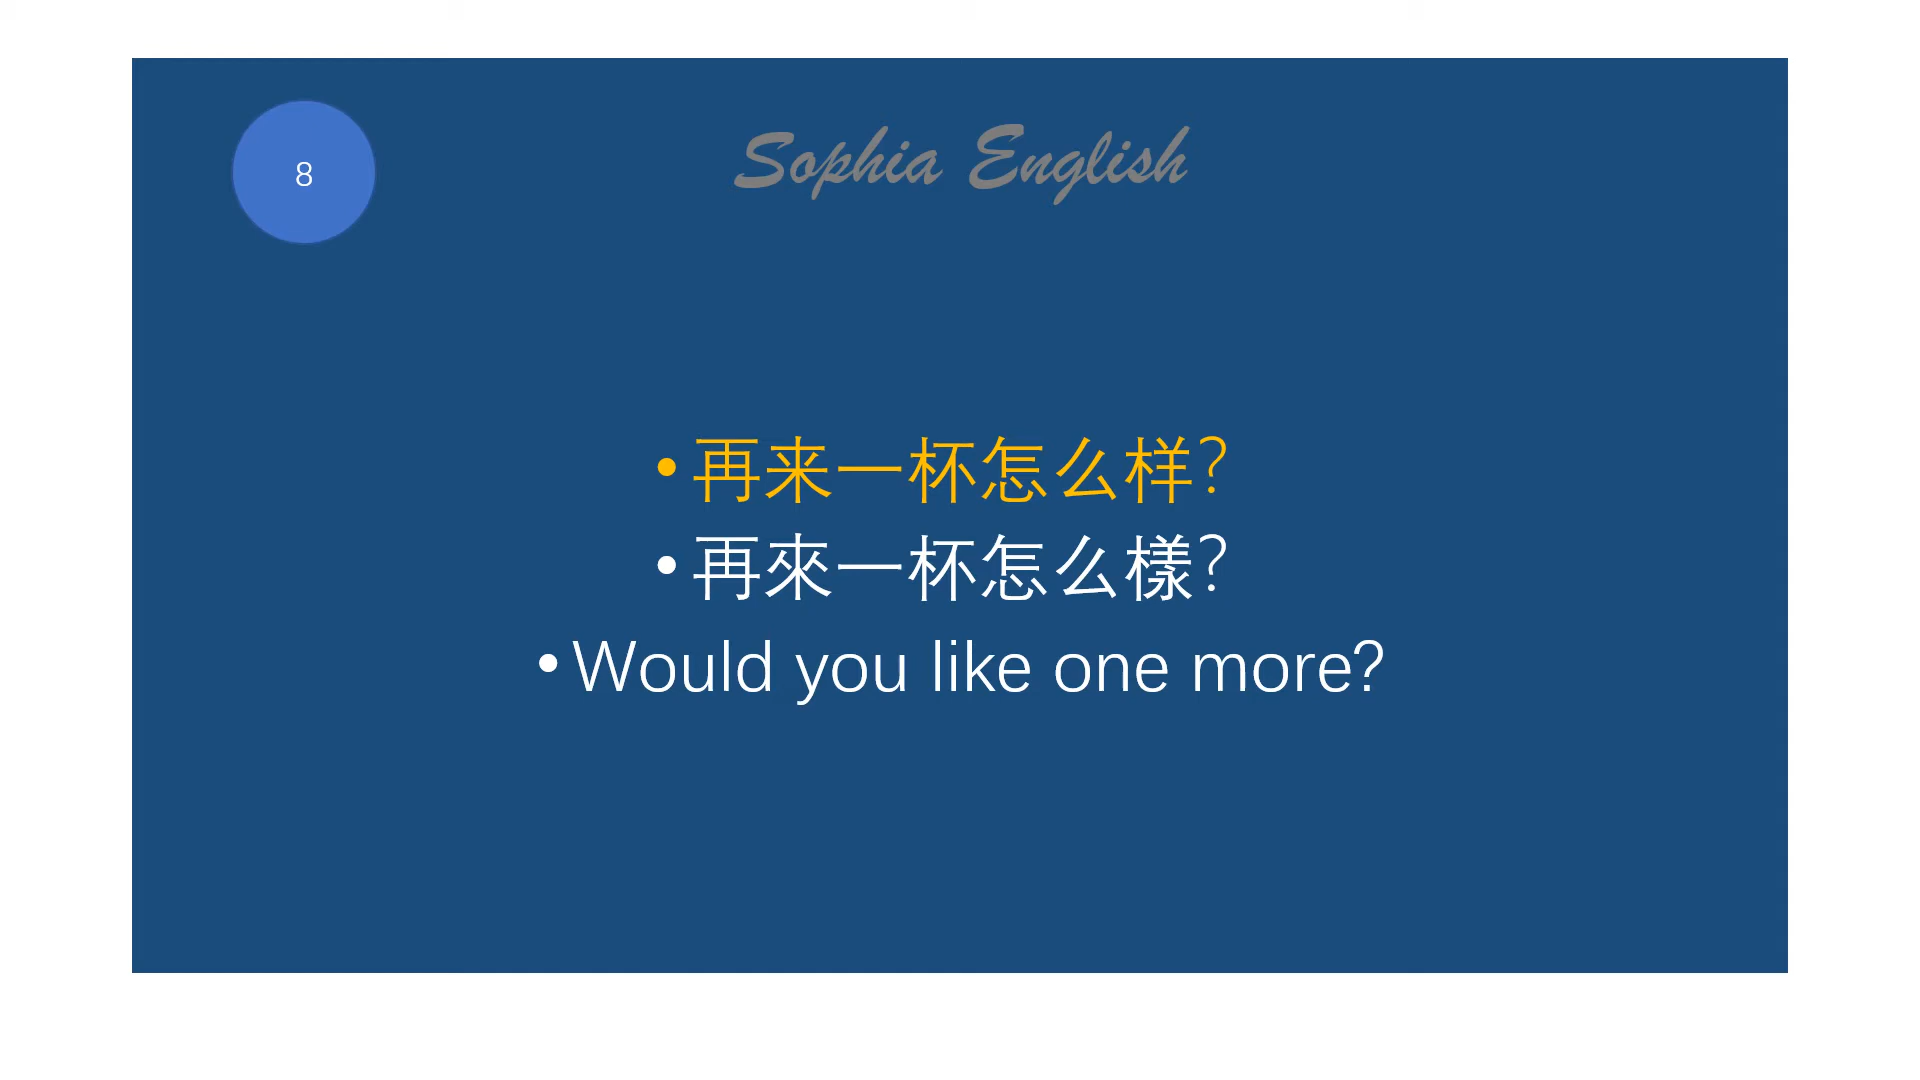 8
Sophia English
• 再来一杯怎么样？
• 再來一杯怎么樣？
• Would you like one more?